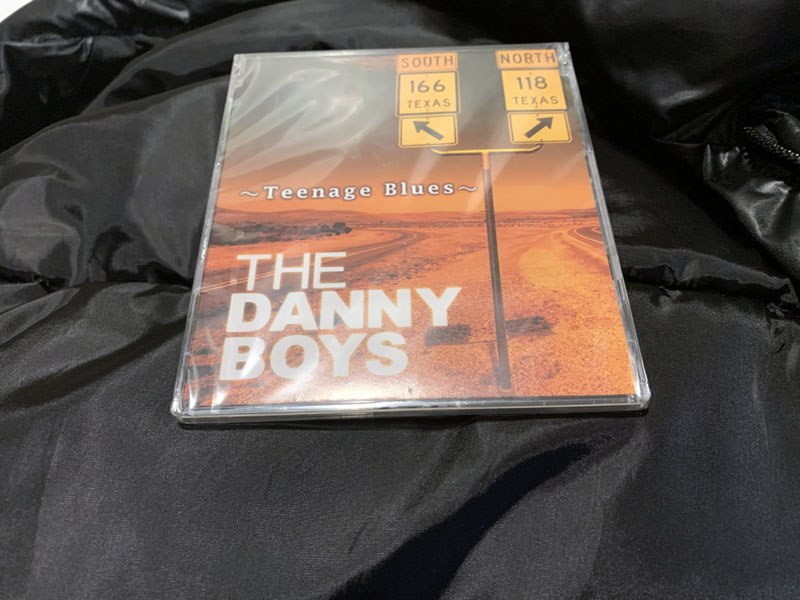 SOUTH
166
TEXAS
NORTH
118
TEXAS
～Teenage Blues～
THE
DANNY
BOYS